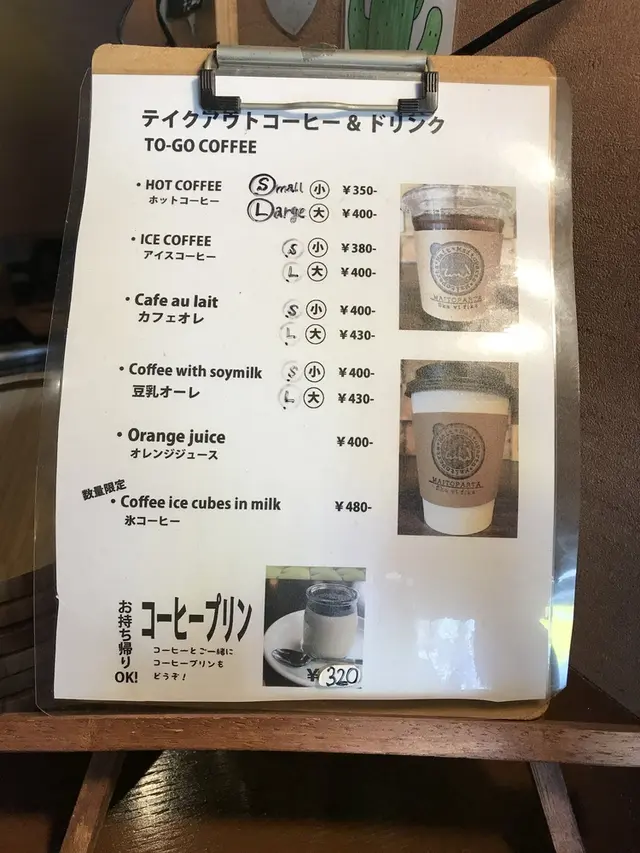 テイクアウトコーヒー & ドリンク
TO-GO COFFEE
・HOT COFFEE Small 小 ¥350-
ホットコーヒー Large 大 ¥400-
・ICE COFFEE S 小 ¥380-
アイスコーヒー L 大 ¥400-
・Cafe au lait S 小 ¥400-
カフェオレ L 大 ¥430-
・Coffee with soymilk S 小 ¥400-
豆乳オーレ L 大 ¥430-
・Orange juice ¥400-
オレンジジュース
数量限定
・Coffee ice cubes in milk ¥480-
氷コーヒー
お持ち帰りOK!
コーヒープリン
コーヒーとご一緒に
コーヒープリンも
どうぞ!
¥320
MAITOPARTA
MAITOPARTA